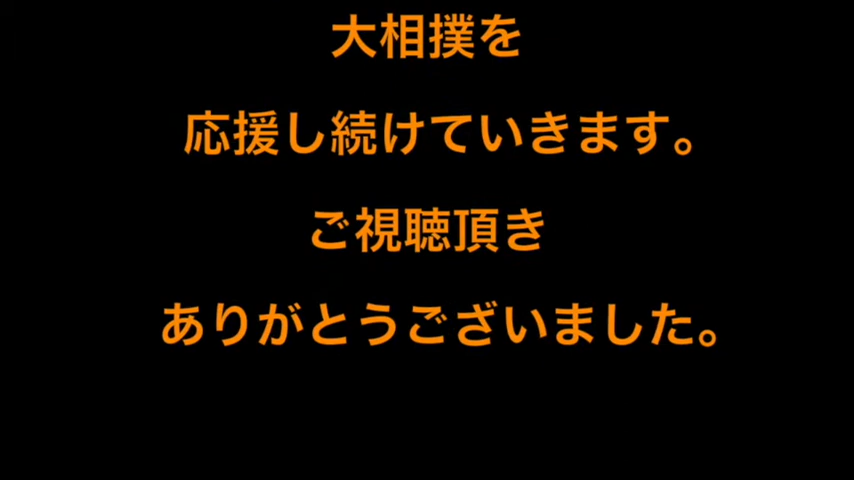 大相撲を
応援し続けていきます。
ご視聴頂き
ありがとうございました。